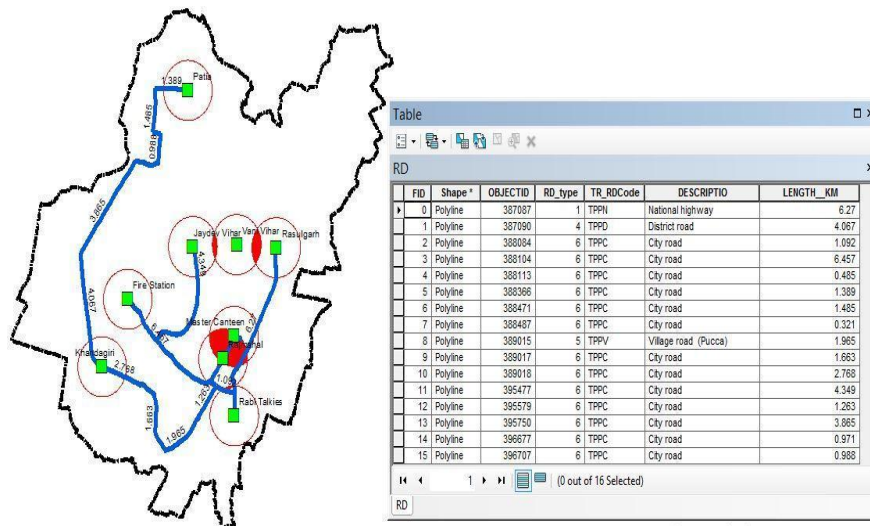 Patia
1.389
1.485
0.988
3.865
Jaydev Vihar
Vani Vihar
Rasulgarh
4.349
4.067
Fire Station
Master Canteen
Rajmahal
Khandagiri
2.768
1.263
Rabi Talkies
1.663
1.965
Table
RD
FID Shape * OBJECTID RD_type TR_RDCode DESCRIPTIO LENGTH__KM
0 Polyline 387087 1 TPPN National highway 6.27
1 Polyline 387090 4 TPPD District road 4.067
2 Polyline 388084 6 TPPC City road 1.092
3 Polyline 388104 6 TPPC City road 6.457
4 Polyline 388113 6 TPPC City road 0.485
5 Polyline 388366 6 TPPC City road 1.389
6 Polyline 388471 6 TPPC City road 1.485
7 Polyline 388487 6 TPPC City road 0.321
8 Polyline 389015 5 TPPV Village road (Pucca) 1.965
9 Polyline 389017 6 TPPC City road 1.663
10 Polyline 389018 6 TPPC City road 2.768
11 Polyline 395477 6 TPPC City road 4.349
12 Polyline 395579 6 TPPC City road 1.263
13 Polyline 395750 6 TPPC City road 3.865
14 Polyline 396677 6 TPPC City road 0.971
15 Polyline 396707 6 TPPC City road 0.988
1 (0 out of 16 Selected)
RD